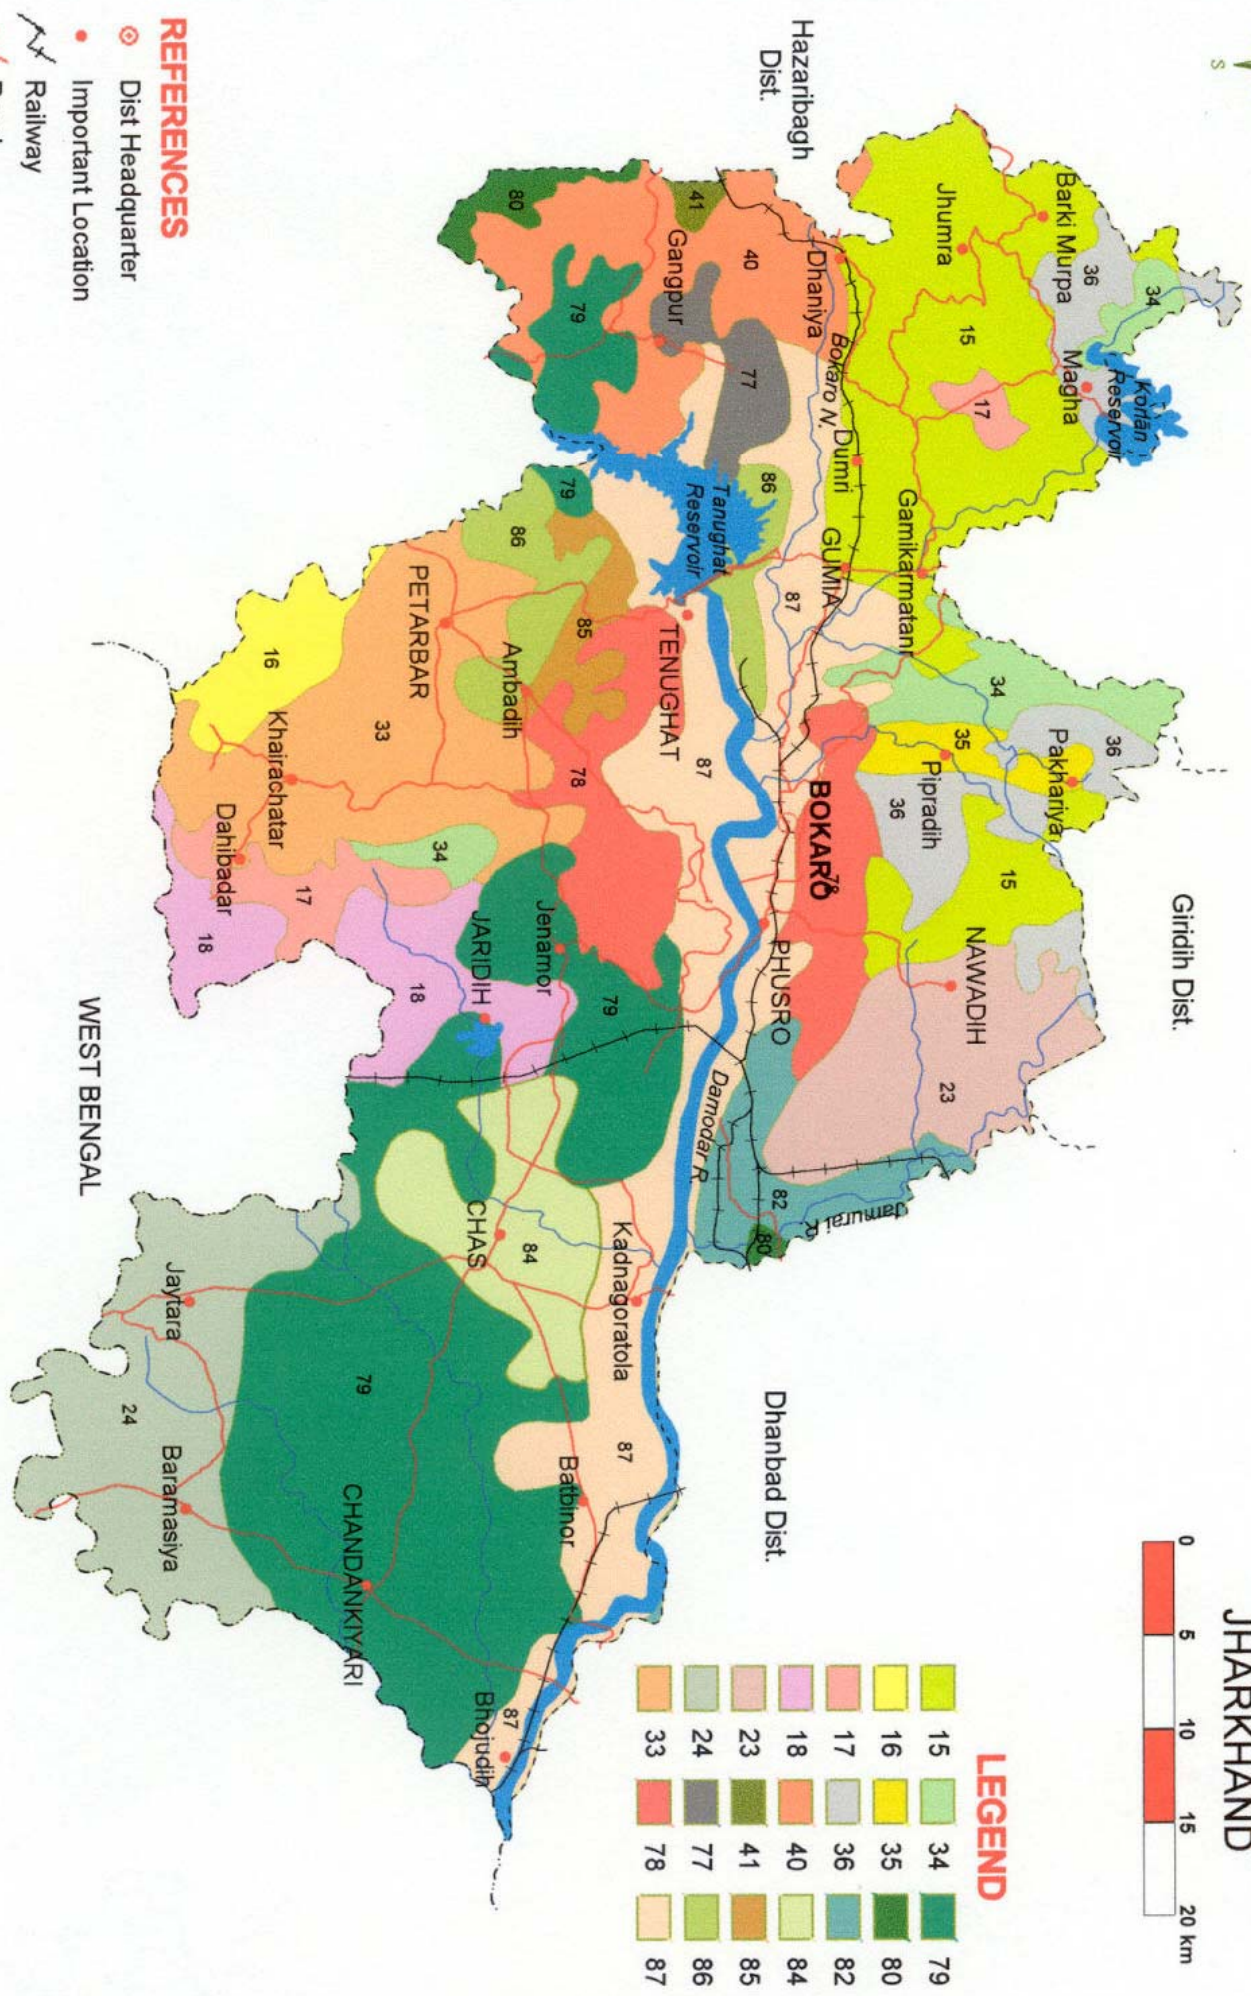 JHARKHAND
0 5 10 15 20 km
S
Hazaribagh
Dist.
Giridih Dist.
Dhanbad Dist.
WEST BENGAL
Barki Murpa
Jhumra
36
34
Korlan
Reservoir
Magha
15
17
Dhaniya
Bokaro N.
Dumri
Gamikarmatanr
GUMIA
40
41
Gangpur
77
80
79
86
Tanughat
Reservoir
87
34
36
Pakhariya
35
Pipradih
36
15
NAWADIH
BOKARO
78
PHUSRO
23
TENUGHAT
87
79
86
85
PETARBAR
Ambadih
78
16
33
Khairachatar
Dahibadar
34
17
18
18
JARIDIH
Jenamor
79
Damodar R.
82
80
Jamunai R.
CHAS
84
Kadnagoratola
87
Batbinor
79
Jaytara
24
Baramasiya
CHANDANKIYARI
87
Bhojudih
LEGEND
15 34 79
16 35 80
17 36 82
18 40 84
23 41 85
24 77 86
33 78 87
REFERENCES
Dist Headquarter
Important Location
Railway